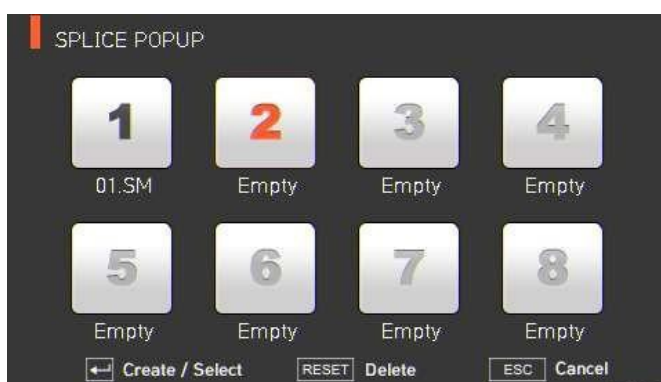 SPLICE POPUP
1 2 3 4
01.SM Empty Empty Empty
5 6 7 8
Empty Empty Empty Empty
Create / Select RESET Delete ESC Cancel